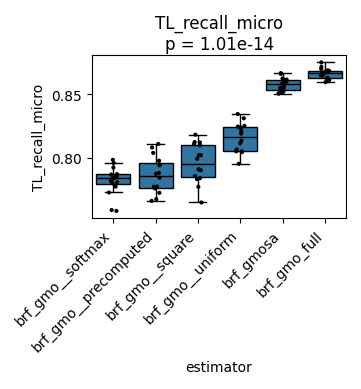 TL_recall_micro
p = 1.01e-14
TL_recall_micro
0.85
0.80
brf_gmo__softmax
brf_gmo__precomputed
brf_gmo__square
brf_gmo__uniform
brf_gmosa
brf_gmo_full
estimator